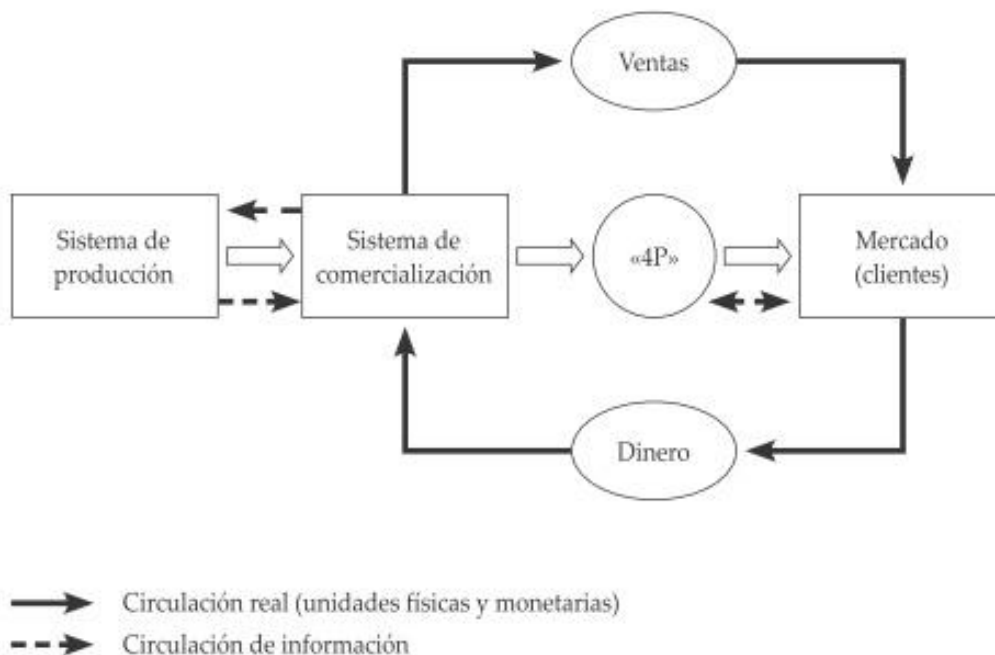 Ventas
Sistema de
producción
Sistema de
comercialización
«4P»
Mercado
(clientes)
Dinero
Circulación real (unidades físicas y monetarias)
Circulación de información